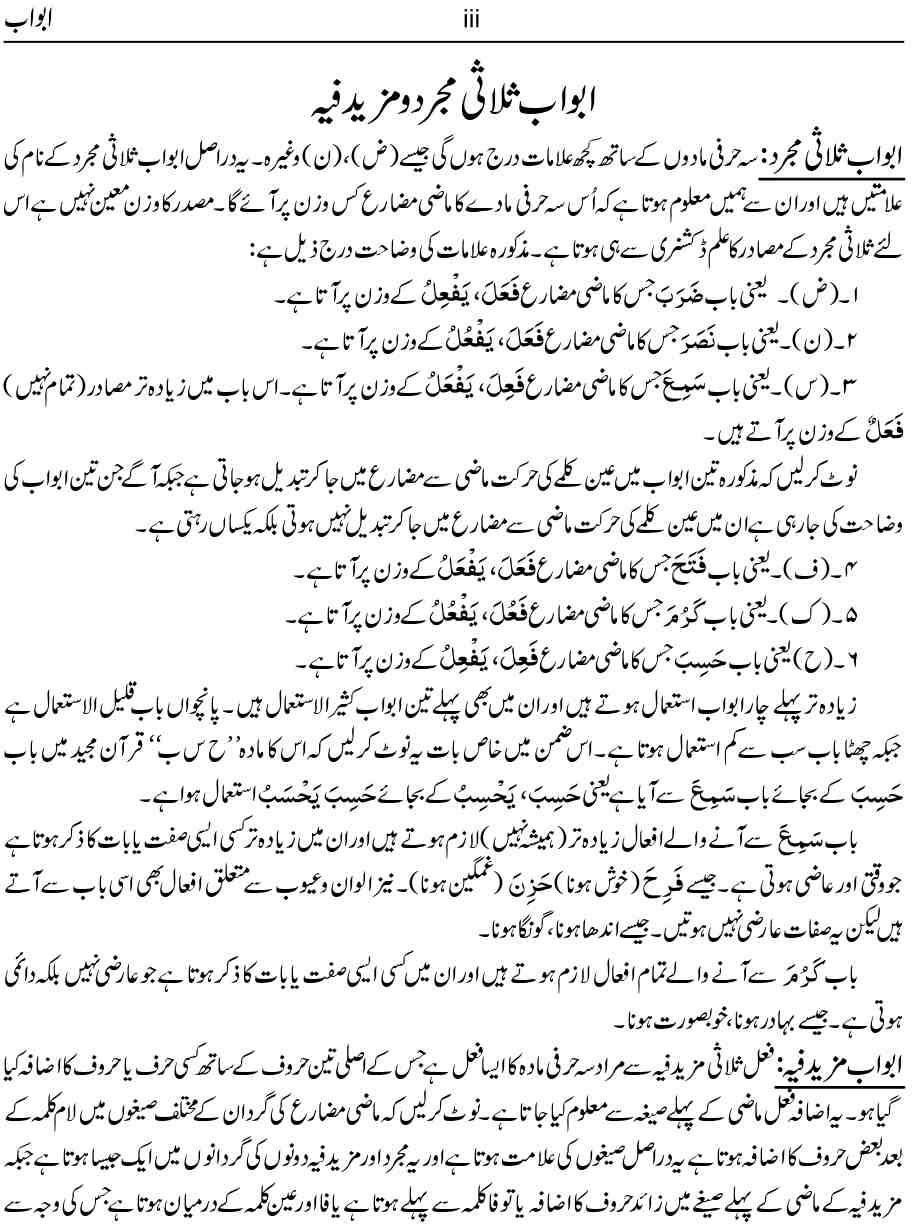 ابواب iii
ابواب ثلاثی مجرد و مزید فیہ
ابواب ثلاثی مجرد: سہ حرفی مادوں کے ساتھ کچھ علامات درج ہوں گی جیسے (ض)، (ن) وغیرہ۔ یہ دراصل ابواب ثلاثی مجرد کے نام کی
علامتیں ہیں اور ان سے ہمیں معلوم ہوتا ہے کہ اُس سہ حرفی مادے کا ماضی مضارع کس وزن پر آئے گا۔ مصدر کا وزن معین نہیں ہے اس
لئے ثلاثی مجرد کے مصادر کا علم ڈکشنری سے ہی ہوتا ہے۔ مذکورہ علامات کی وضاحت درج ذیل ہے:
۱۔ (ض)۔ یعنی باب ضَرَبَ جس کا ماضی مضارع فَعَلَ، یَفْعِلُ کے وزن پر آتا ہے۔
۲۔ (ن)۔ یعنی باب نَصَرَ جس کا ماضی مضارع فَعَلَ، یَفْعُلُ کے وزن پر آتا ہے۔
۳۔ (س)۔ یعنی باب سَمِعَ جس کا ماضی مضارع فَعِلَ، یَفْعَلُ کے وزن پر آتا ہے۔ اس باب میں زیادہ تر مصادر (تمام نہیں)
فَعَلٌ کے وزن پر آتے ہیں۔
نوٹ کرلیں کہ مذکورہ تین ابواب میں عین کلمے کی حرکت ماضی سے مضارع میں جا کر تبدیل ہو جاتی ہے جبکہ آگے جن تین ابواب کی
وضاحت کی جارہی ہے ان میں عین کلمے کی حرکت ماضی سے مضارع میں جا کر تبدیل نہیں ہوتی بلکہ یکساں رہتی ہے۔
۴۔ (ف)۔ یعنی باب فَتَحَ جس کا ماضی مضارع فَعَلَ، یَفْعَلُ کے وزن پر آتا ہے۔
۵۔ (ک)۔ یعنی باب کَرُمَ جس کا ماضی مضارع فَعُلَ، یَفْعُلُ کے وزن پر آتا ہے۔
۶۔ (ح) یعنی باب حَسِبَ جس کا ماضی مضارع فَعِلَ، یَفْعِلُ کے وزن پر آتا ہے۔
زیادہ تر پہلے چار ابواب استعمال ہوتے ہیں اور ان میں بھی پہلے تین ابواب کثیر الاستعمال ہیں۔ پانچواں باب قلیل الاستعمال ہے
جبکہ چھٹا باب سب سے کم استعمال ہوتا ہے۔ اس ضمن میں خاص بات یہ نوٹ کرلیں کہ اس کا مادہ ’’ح س ب‘‘ قرآن مجید میں باب
حَسِبَ کے بجائے باب سَمِعَ سے آیا ہے یعنی حَسِبَ، یَحْسِبُ کے بجائے حَسِبَ یَحْسَبُ استعمال ہوا ہے۔
باب سَمِعَ سے آنے والے افعال زیادہ تر (ہمیشہ نہیں) لازم ہوتے ہیں اور ان میں زیادہ تر کسی ایسی صفت یا بات کا ذکر ہوتا ہے
جو وقتی اور عاضی ہوتی ہے۔ جیسے فَرِحَ (خوش ہونا) حَزِنَ (غمگین ہونا)۔ نیز الوان و عیوب سے متعلق افعال بھی اسی باب سے آتے
ہیں لیکن یہ صفات عارضی نہیں ہوتیں۔ جیسے اندھا ہونا، گونگا ہونا۔
باب کَرُمَ سے آنے والے تمام افعال لازم ہوتے ہیں اور ان میں کسی ایسی صفت یا بات کا ذکر ہوتا ہے جو عارضی نہیں بلکہ دائمی
ہوتی ہے۔ جیسے بہادر ہونا، خوبصورت ہونا۔
ابواب مزید فیہ: فعل ثلاثی مزید فیہ سے مراد سہ حرفی مادہ کا ایسا فعل ہے جس کے اصلی تین حروف کے ساتھ کسی حرف یا حروف کا اضافہ کیا
گیا ہو۔ یہ اضافہ فعل ماضی کے پہلے صیغہ سے معلوم کیا جاتا ہے۔ نوٹ کرلیں کہ ماضی مضارع کی گردان کے مختلف صیغوں میں لام کلمہ کے
بعد بعض حروف کا اضافہ ہوتا ہے یہ دراصل صیغوں کی علامت ہوتا ہے اور یہ مجرد اور مزید فیہ دونوں کی گردانوں میں ایک جیسا ہوتا ہے جبکہ
مزید فیہ کے ماضی کے پہلے صیغے میں زائد حروف کا اضافہ یا تو فا کلمہ سے پہلے ہوتا ہے یا فا اور عین کلمہ کے درمیان ہوتا ہے جس کی وجہ سے